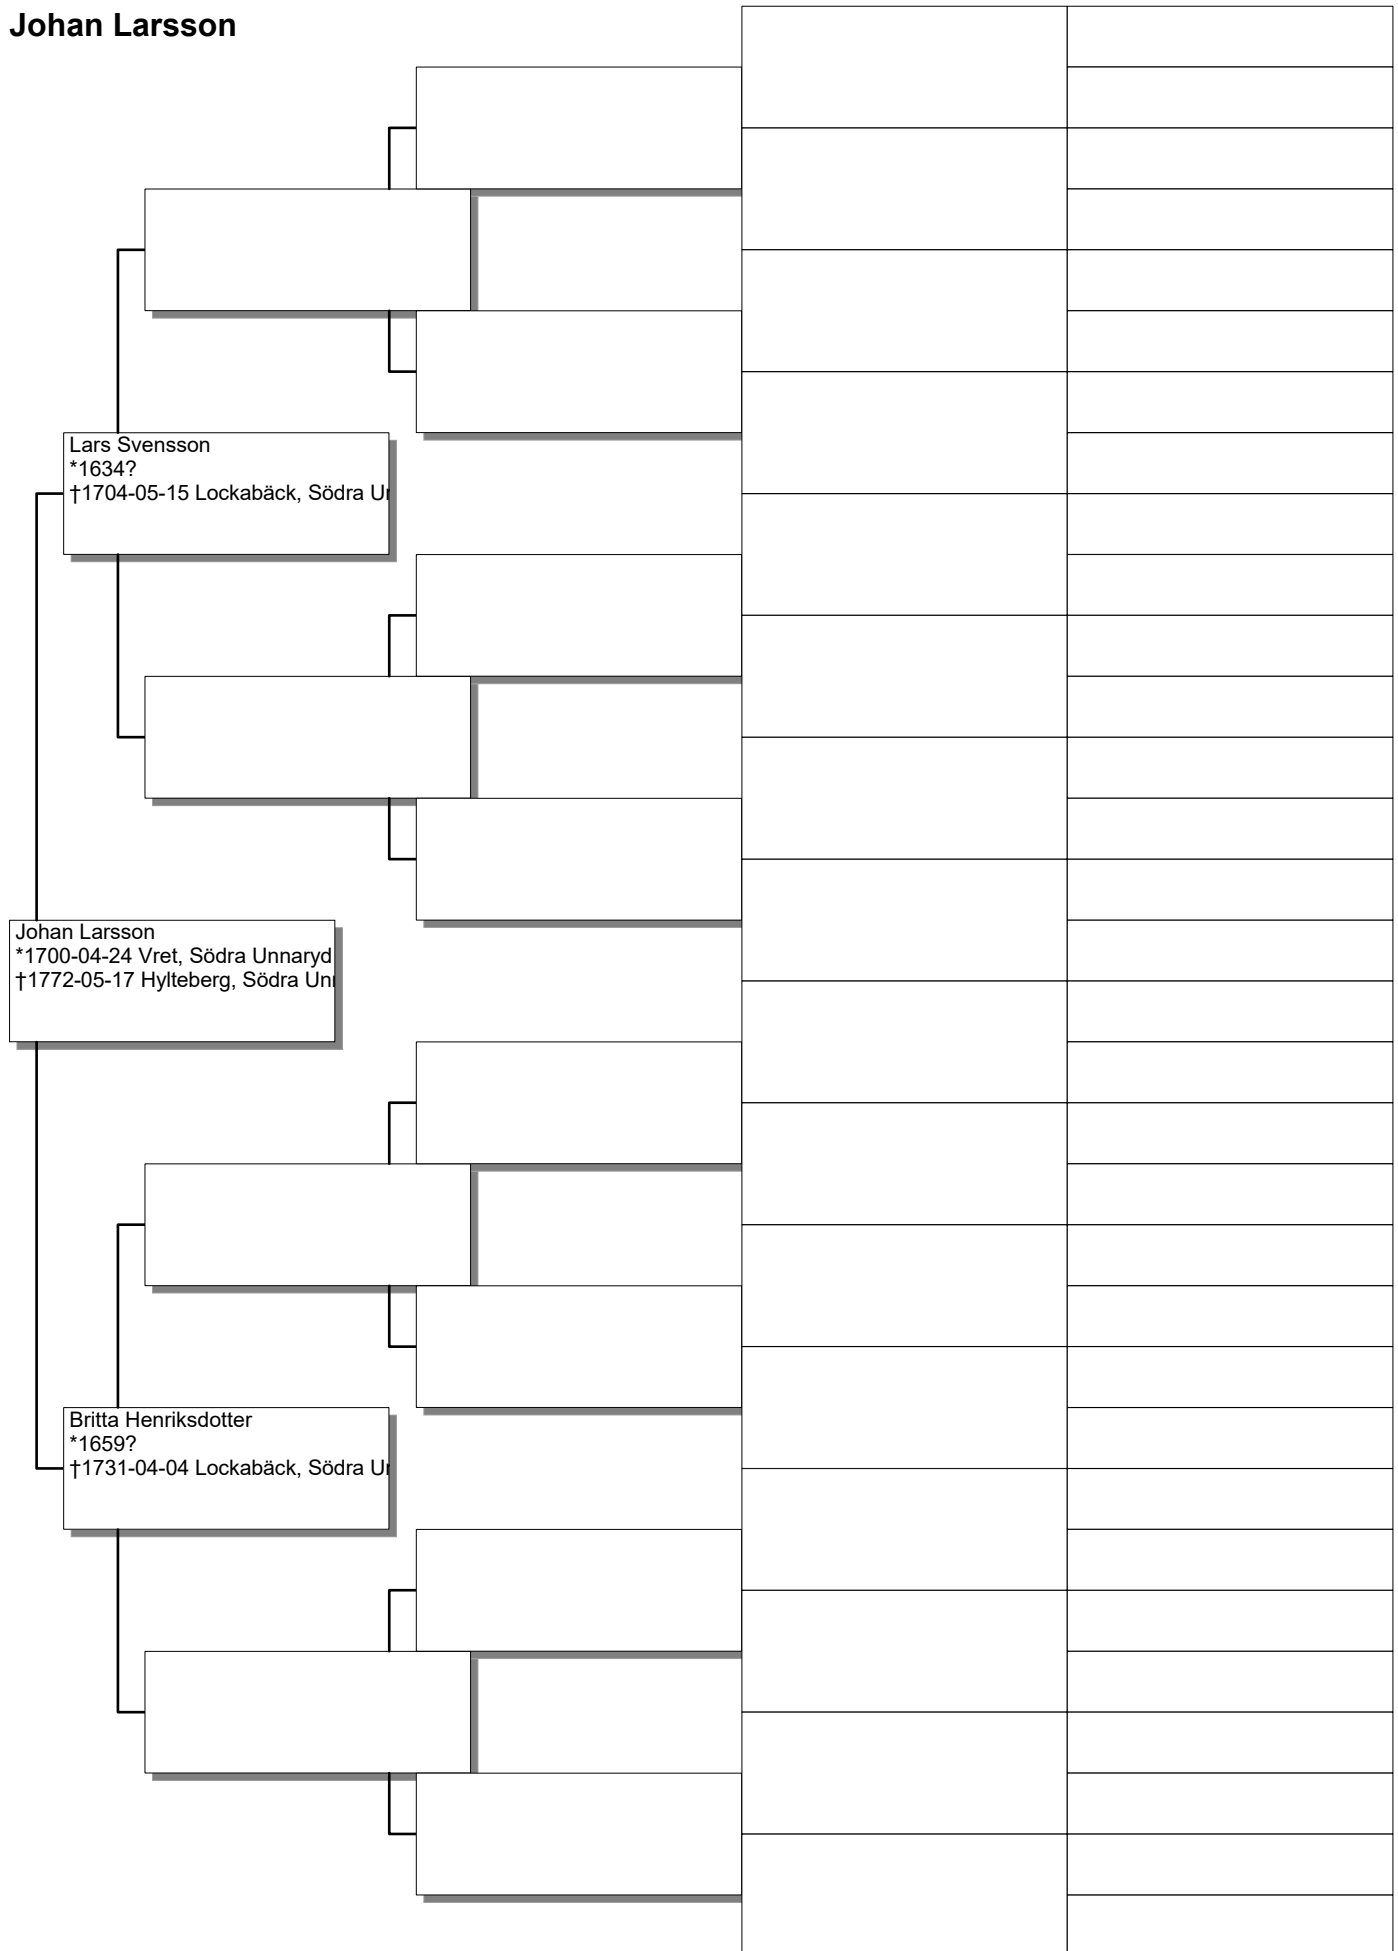 Johan Larsson
Lars Svensson
*1634?
†1704-05-15 Lockabäck, Södra
Johan Larsson
*1700-04-24 Vret, Södra Unnaryd
†1772-05-17 Hylteberg, Södra
Britta Henriksdotter
*1659?
†1731-04-04 Lockabäck, Södra